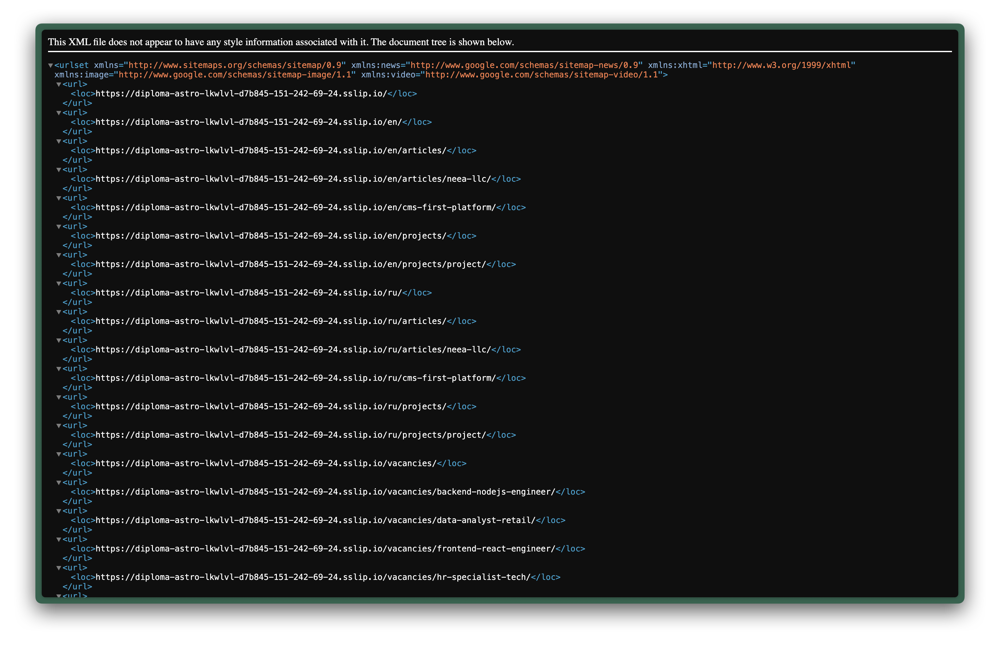 This XML file does not appear to have any style information associated with it. The document tree is shown below.
▼<urlset xmlns="http://www.sitemaps.org/schemas/sitemap/0.9" xmlns:news="http://www.google.com/schemas/sitemap-news/0.9" xmlns:xhtml="http://www.w3.org/1999/xhtml"
xmlns:image="http://www.google.com/schemas/sitemap-image/1.1" xmlns:video="http://www.google.com/schemas/sitemap-video/1.1">
▼<url>
<loc>https://diploma-astro-lkwlvl-d7b845-151-242-69-24.sslip.io/</loc>
</url>
▼<url>
<loc>https://diploma-astro-lkwlvl-d7b845-151-242-69-24.sslip.io/en/</loc>
</url>
▼<url>
<loc>https://diploma-astro-lkwlvl-d7b845-151-242-69-24.sslip.io/en/articles/</loc>
</url>
▼<url>
<loc>https://diploma-astro-lkwlvl-d7b845-151-242-69-24.sslip.io/en/articles/neea-llc/</loc>
</url>
▼<url>
<loc>https://diploma-astro-lkwlvl-d7b845-151-242-69-24.sslip.io/en/cms-first-platform/</loc>
</url>
▼<url>
<loc>https://diploma-astro-lkwlvl-d7b845-151-242-69-24.sslip.io/en/projects/</loc>
</url>
▼<url>
<loc>https://diploma-astro-lkwlvl-d7b845-151-242-69-24.sslip.io/en/projects/project/</loc>
</url>
▼<url>
<loc>https://diploma-astro-lkwlvl-d7b845-151-242-69-24.sslip.io/ru/</loc>
</url>
▼<url>
<loc>https://diploma-astro-lkwlvl-d7b845-151-242-69-24.sslip.io/ru/articles/</loc>
</url>
▼<url>
<loc>https://diploma-astro-lkwlvl-d7b845-151-242-69-24.sslip.io/ru/articles/neea-llc/</loc>
</url>
▼<url>
<loc>https://diploma-astro-lkwlvl-d7b845-151-242-69-24.sslip.io/ru/cms-first-platform/</loc>
</url>
▼<url>
<loc>https://diploma-astro-lkwlvl-d7b845-151-242-69-24.sslip.io/ru/projects/</loc>
</url>
▼<url>
<loc>https://diploma-astro-lkwlvl-d7b845-151-242-69-24.sslip.io/ru/projects/project/</loc>
</url>
▼<url>
<loc>https://diploma-astro-lkwlvl-d7b845-151-242-69-24.sslip.io/vacancies/</loc>
</url>
▼<url>
<loc>https://diploma-astro-lkwlvl-d7b845-151-242-69-24.sslip.io/vacancies/backend-nodejs-engineer/</loc>
</url>
▼<url>
<loc>https://diploma-astro-lkwlvl-d7b845-151-242-69-24.sslip.io/vacancies/data-analyst-retail/</loc>
</url>
▼<url>
<loc>https://diploma-astro-lkwlvl-d7b845-151-242-69-24.sslip.io/vacancies/frontend-react-engineer/</loc>
</url>
▼<url>
<loc>https://diploma-astro-lkwlvl-d7b845-151-242-69-24.sslip.io/vacancies/hr-specialist-tech/</loc>
</url>
▼<url>